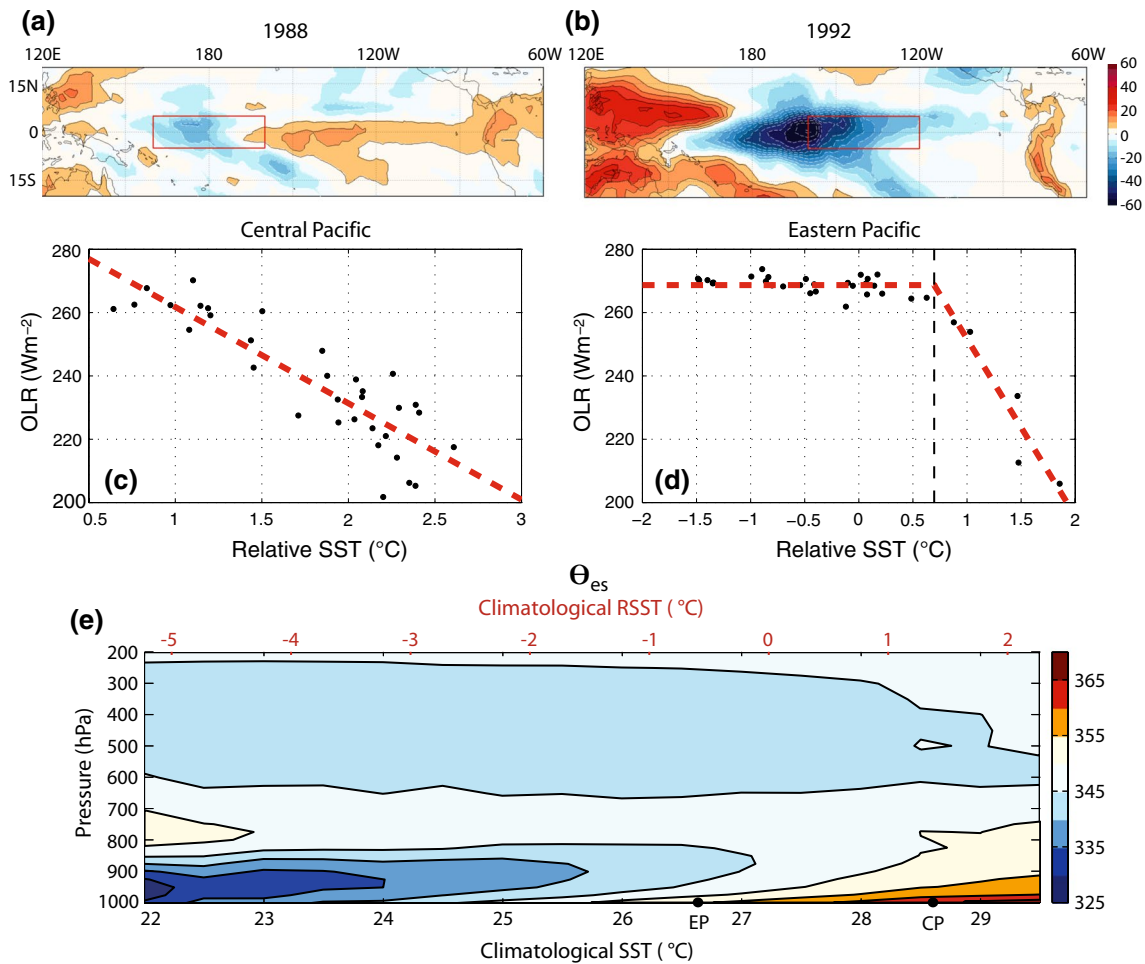 (a)
1988
120E 180 120W 60W
15N
0
15S
(b)
1992
120E 180 120W 60W
60
40
20
0
-20
-40
-60
Central Pacific
280
260
240
220
200
OLR (Wm−2)
(c)
0.5 1 1.5 2 2.5 3
Relative SST (°C)
Eastern Pacific
280
260
240
220
200
OLR (Wm−2)
(d)
−2 −1.5 −1 −0.5 0 0.5 1 1.5 2
Relative SST (°C)
Θes
Climatological RSST ( °C)
(e)
-5 -4 -3 -2 -1 0 1 2
200
300
400
500
600
700
800
900
1000
Pressure (hPa)
365
355
345
335
325
22 23 24 25 26 27 28 29
EP CP
Climatological SST (°C)